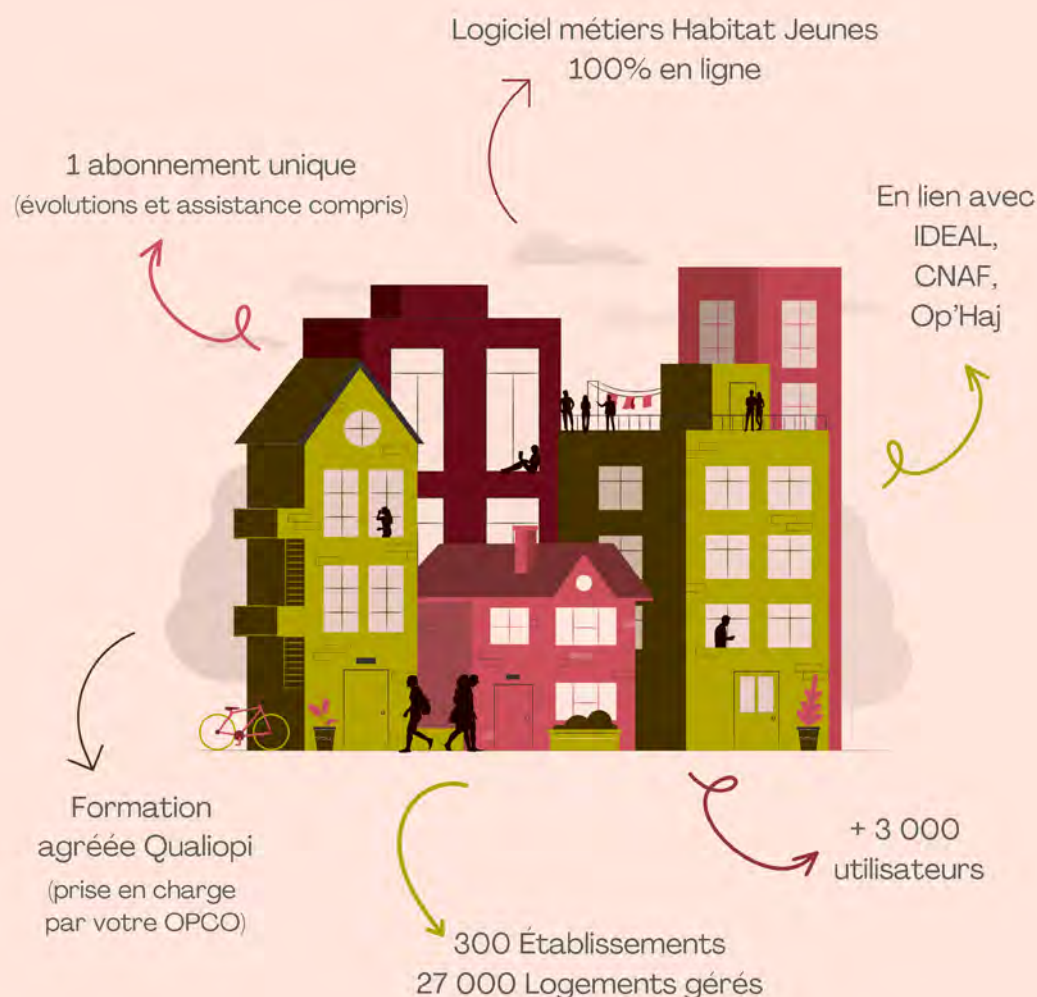 Logiciel métiers Habitat Jeunes
100% en ligne
1 abonnement unique
(évolutions et assistance compris)
En lien avec
IDEAL,
CNAF,
Op'Haj
Formation
agréée Qualiopi
(prise en charge
par votre OPCO)
+ 3 000
utilisateurs
300 Établissements
27 000 Logements gérés